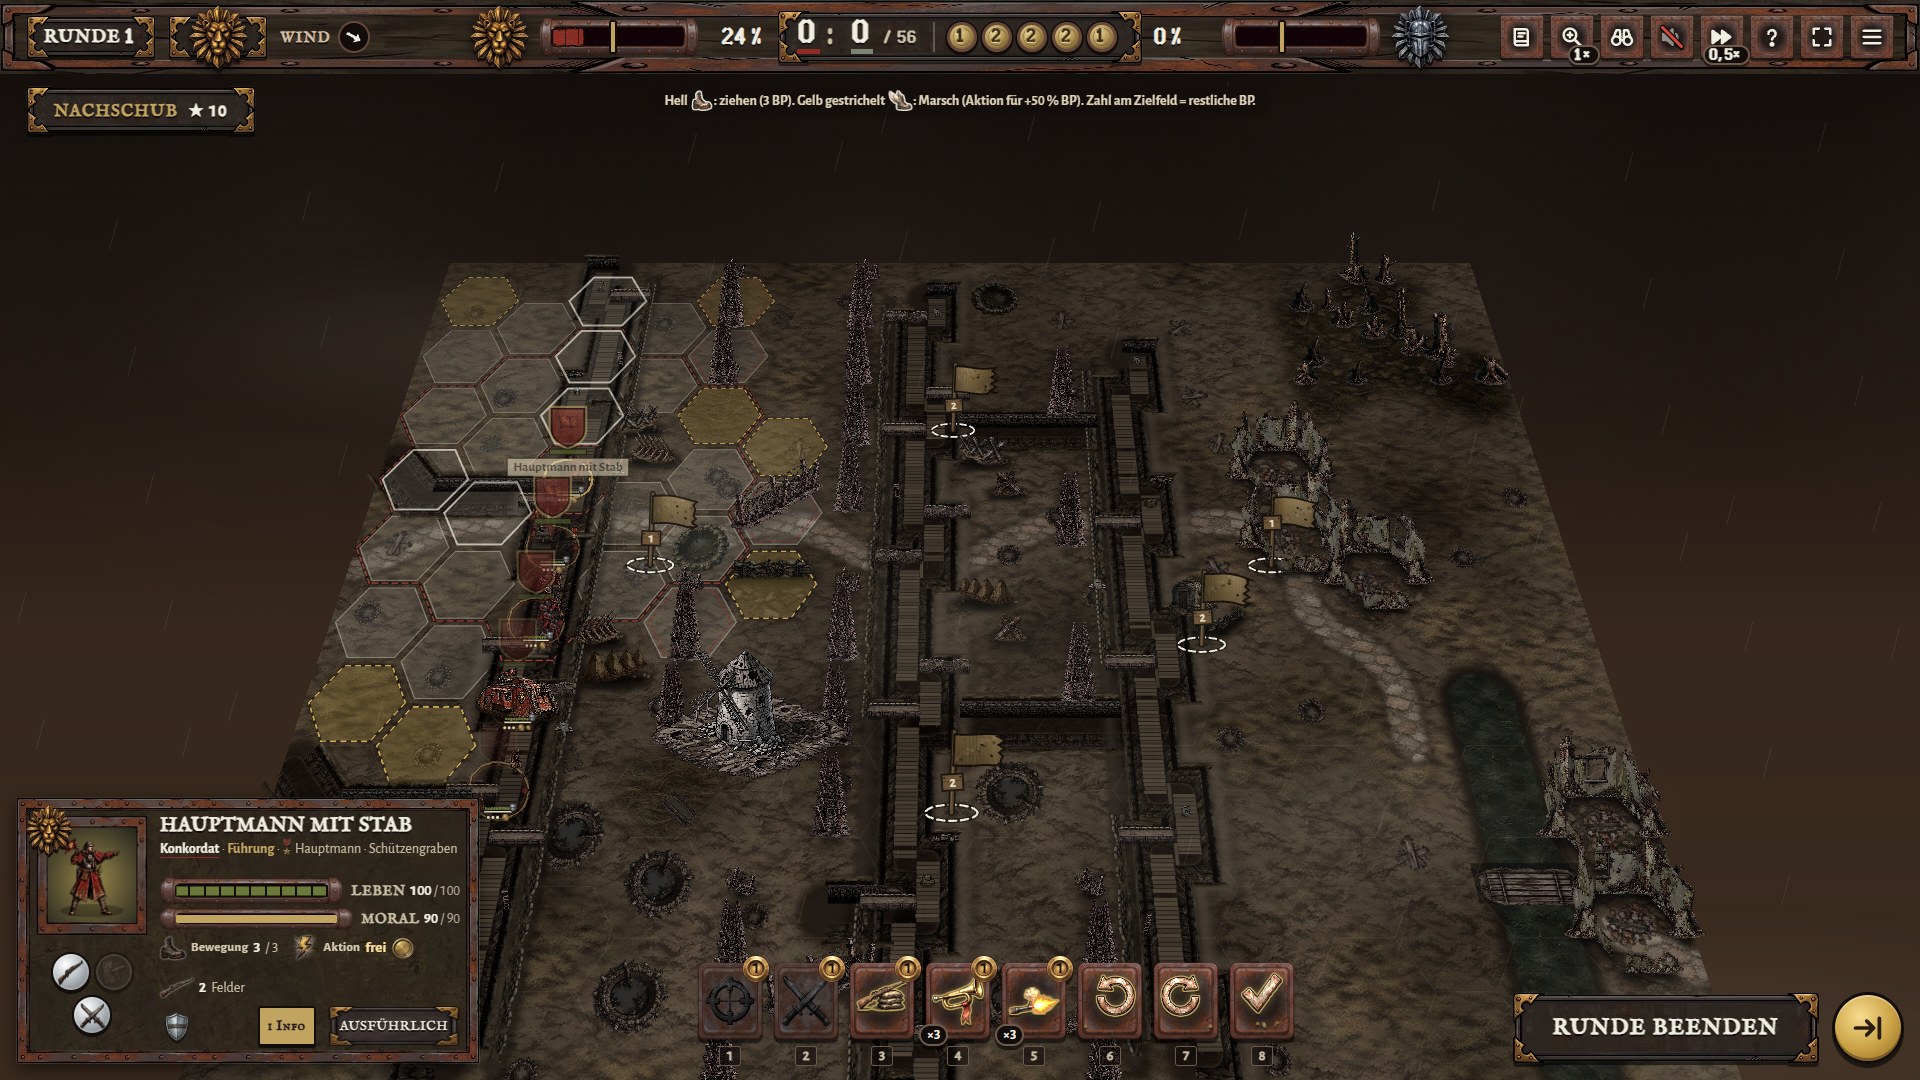 RUNDE 1
WIND
24 %
0 : 0 / 56
1 2 2 2 1
0 %
1×
0,5×
?
NACHSCHUB ★ 10
Hell : ziehen (3 BP). Gelb gestrichelt : Marsch (Aktion für +50 % BP). Zahl am Zielfeld = restliche BP.
2
Hauptmann mit Stab
1
1
2
2
HAUPTMANN MIT STAB
Konkordat · Führung · Hauptmann · Schützengraben
LEBEN 100 / 100
MORAL 90 / 90
Bewegung 3 / 3 Aktion frei
2 Felder
1 INFO
AUSFÜHRLICH
1 1 1 1 1
×3 ×3
1 2 3 4 5 6 7 8
RUNDE BEENDEN